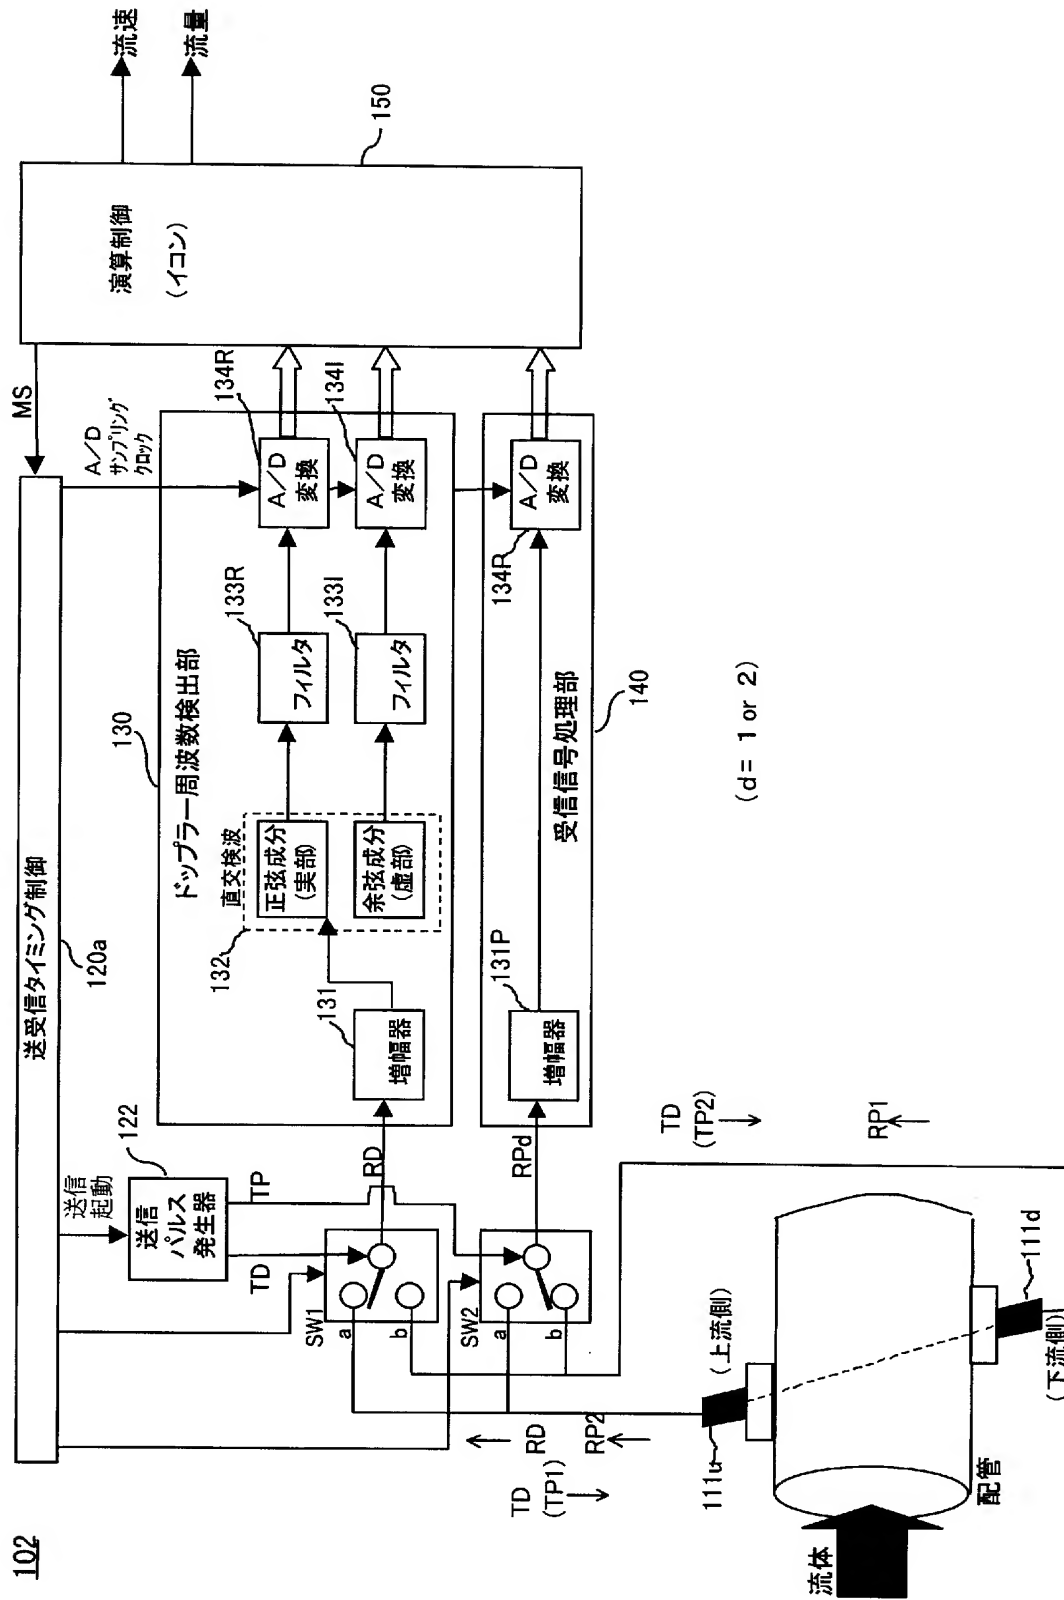 102
送受信タイミング制御
120a
MS
A/D
サンプリング
クロック
演算制御
(イコン)
150
流速
流量
送信
起動
送信
パルス
発生器
122
TD
TP
130
ドップラー周波数検出部
直交検波
132
正弦成分
(実部)
余弦成分
(虚部)
131
増幅器
133R
フィルタ
133I
フィルタ
134R
A/D
変換
134I
A/D
変換
RD
SW1
a
b
SW2
a
b
RPd
131P
増幅器
受信信号処理部
134R
A/D
変換
140
(d= 1 or 2)
TD
(TP1)
RD
RP2
TD
(TP2)
RP1
111u
(上流側)
111d
(下流側)
配管
流体